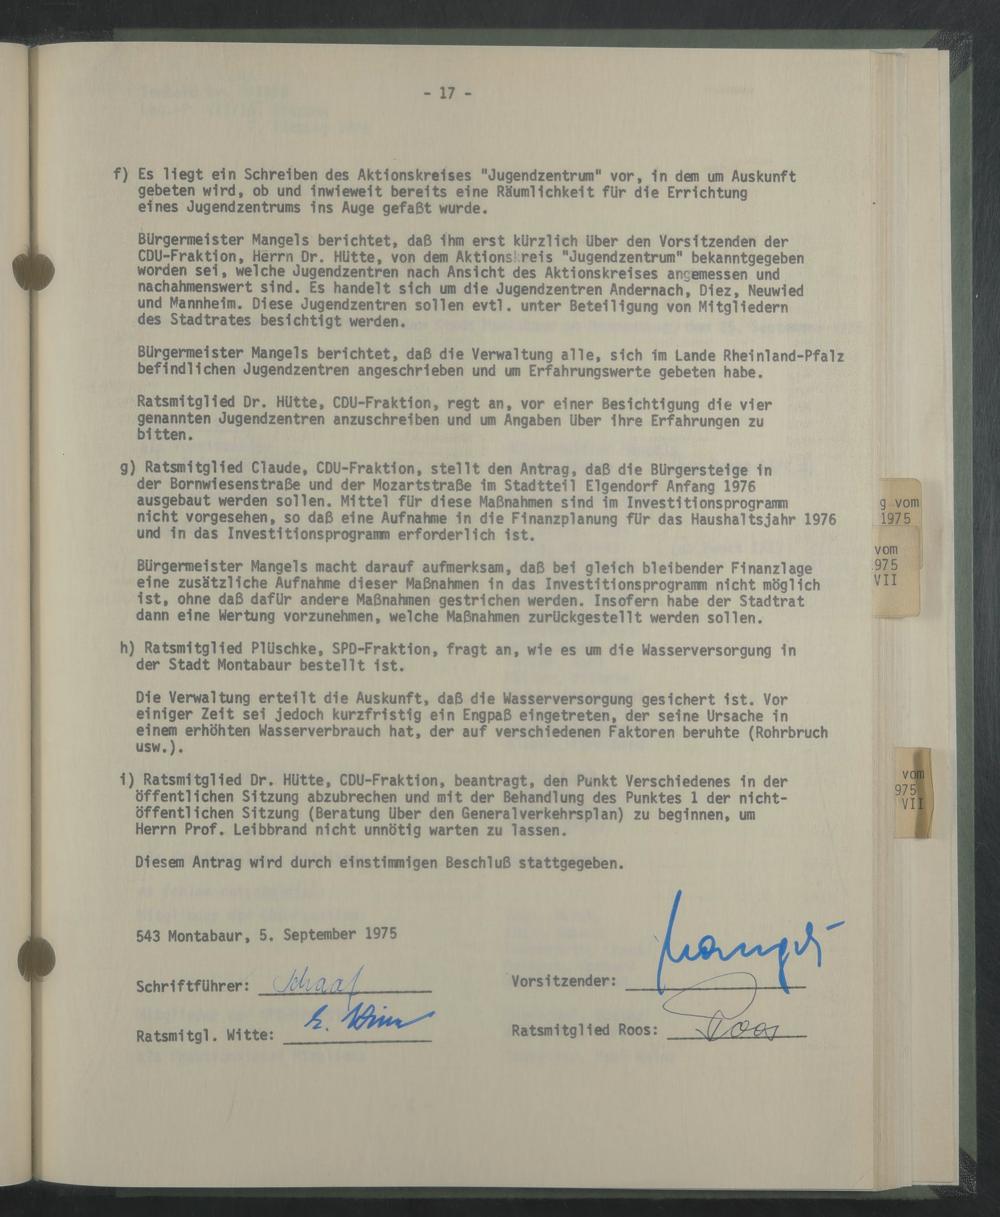 - 17 -
f) Es liegt ein Schreiben des Aktionskreises "Jugendzentrum" vor, in dem um Auskunft
gebeten wird, ob und inwieweit bereits eine Räumlichkeit für die Errichtung
eines Jugendzentrums ins Auge gefaßt wurde.
Bürgermeister Mangels berichtet, daß ihm erst kürzlich über den Vorsitzenden der
CDU-Fraktion, Herrn Dr. Hütte, von dem Aktionskreis "Jugendzentrum" bekanntgegeben
worden sei, welche Jugendzentren nach Ansicht des Aktionskreises angemessen und
nachahmenswert sind. Es handelt sich um die Jugendzentren Andernach, Diez, Neuwied
und Mannheim. Diese Jugendzentren sollen evtl. unter Beteiligung von Mitgliedern
des Stadtrates besichtigt werden.
Bürgermeister Mangels berichtet, daß die Verwaltung alle, sich im Lande Rheinland-Pfalz
befindlichen Jugendzentren angeschrieben und um Erfahrungswerte gebeten habe.
Ratsmitglied Dr. Hütte, CDU-Fraktion, regt an, vor einer Besichtigung die vier
genannten Jugendzentren anzuschreiben und um Angaben über ihre Erfahrungen zu
bitten.
g) Ratsmitglied Claude, CDU-Fraktion, stellt den Antrag, daß die Bürgersteige in
der Bornwiesenstraße und der Mozartstraße im Stadtteil Elgendorf Anfang 1976
ausgebaut werden sollen. Mittel für diese Maßnahmen sind im Investitionsprogramm
nicht vorgesehen, so daß eine Aufnahme in die Finanzplanung für das Haushaltsjahr 1976
und in das Investitionsprogramm erforderlich ist.
Bürgermeister Mangels macht darauf aufmerksam, daß bei gleich bleibender Finanzlage
eine zusätzliche Aufnahme dieser Maßnahmen in das Investitionsprogramm nicht möglich
ist, ohne daß dafür andere Maßnahmen gestrichen werden. Insofern habe der Stadtrat
dann eine Wertung vorzunehmen, welche Maßnahmen zurückgestellt werden sollen.
h) Ratsmitglied Plüschke, SPD-Fraktion, fragt an, wie es um die Wasserversorgung in
der Stadt Montabaur bestellt ist.
Die Verwaltung erteilt die Auskunft, daß die Wasserversorgung gesichert ist. Vor
einiger Zeit sei jedoch kurzfristig ein Engpaß eingetreten, der seine Ursache in
einem erhöhten Wasserverbrauch hat, der auf verschiedenen Faktoren beruhte (Rohrbruch
usw.).
i) Ratsmitglied Dr. Hütte, CDU-Fraktion, beantragt, den Punkt Verschiedenes in der
öffentlichen Sitzung abzubrechen und mit der Behandlung des Punktes 1 der nicht-
öffentlichen Sitzung (Beratung über den Generalverkehrsplan) zu beginnen, um
Herrn Prof. Leibbrand nicht unnötig warten zu lassen.
Diesem Antrag wird durch einstimmigen Beschluß stattgegeben.
543 Montabaur, 5. September 1975
Schriftführer: Schaaf
Vorsitzender: Mangels
Ratsmitgl. Witte: E. Witte
Ratsmitglied Roos: Roos
g vom
1975
vom
975
VII
vom
975
VII